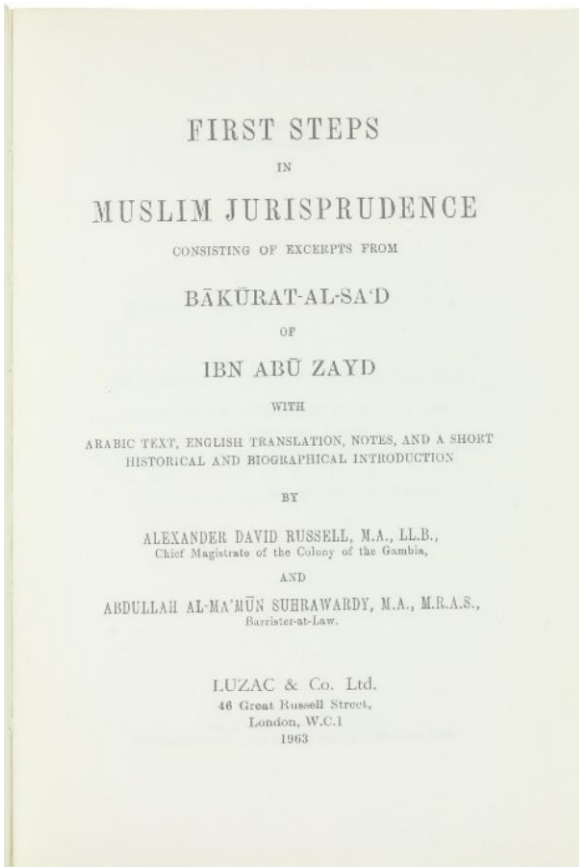 FIRST STEPS
IN
MUSLIM JURISPRUDENCE
CONSISTING OF EXCERPTS FROM
BĀKŪRAT-AL-SA‘D
OF
IBN ABŪ ZAYD
WITH
ARABIC TEXT, ENGLISH TRANSLATION, NOTES, AND A SHORT
HISTORICAL AND BIOGRAPHICAL INTRODUCTION
BY
ALEXANDER DAVID RUSSELL, M.A., LL.B.,
Chief Magistrate of the Colony of the Gambia,
AND
ABDULLAH AL-MA’MŪN SUHRAWARDY, M.A., M.R.A.S.,
Barrister-at-Law.
LUZAC & Co. Ltd.
46 Great Russell Street,
London, W.C.1
1963